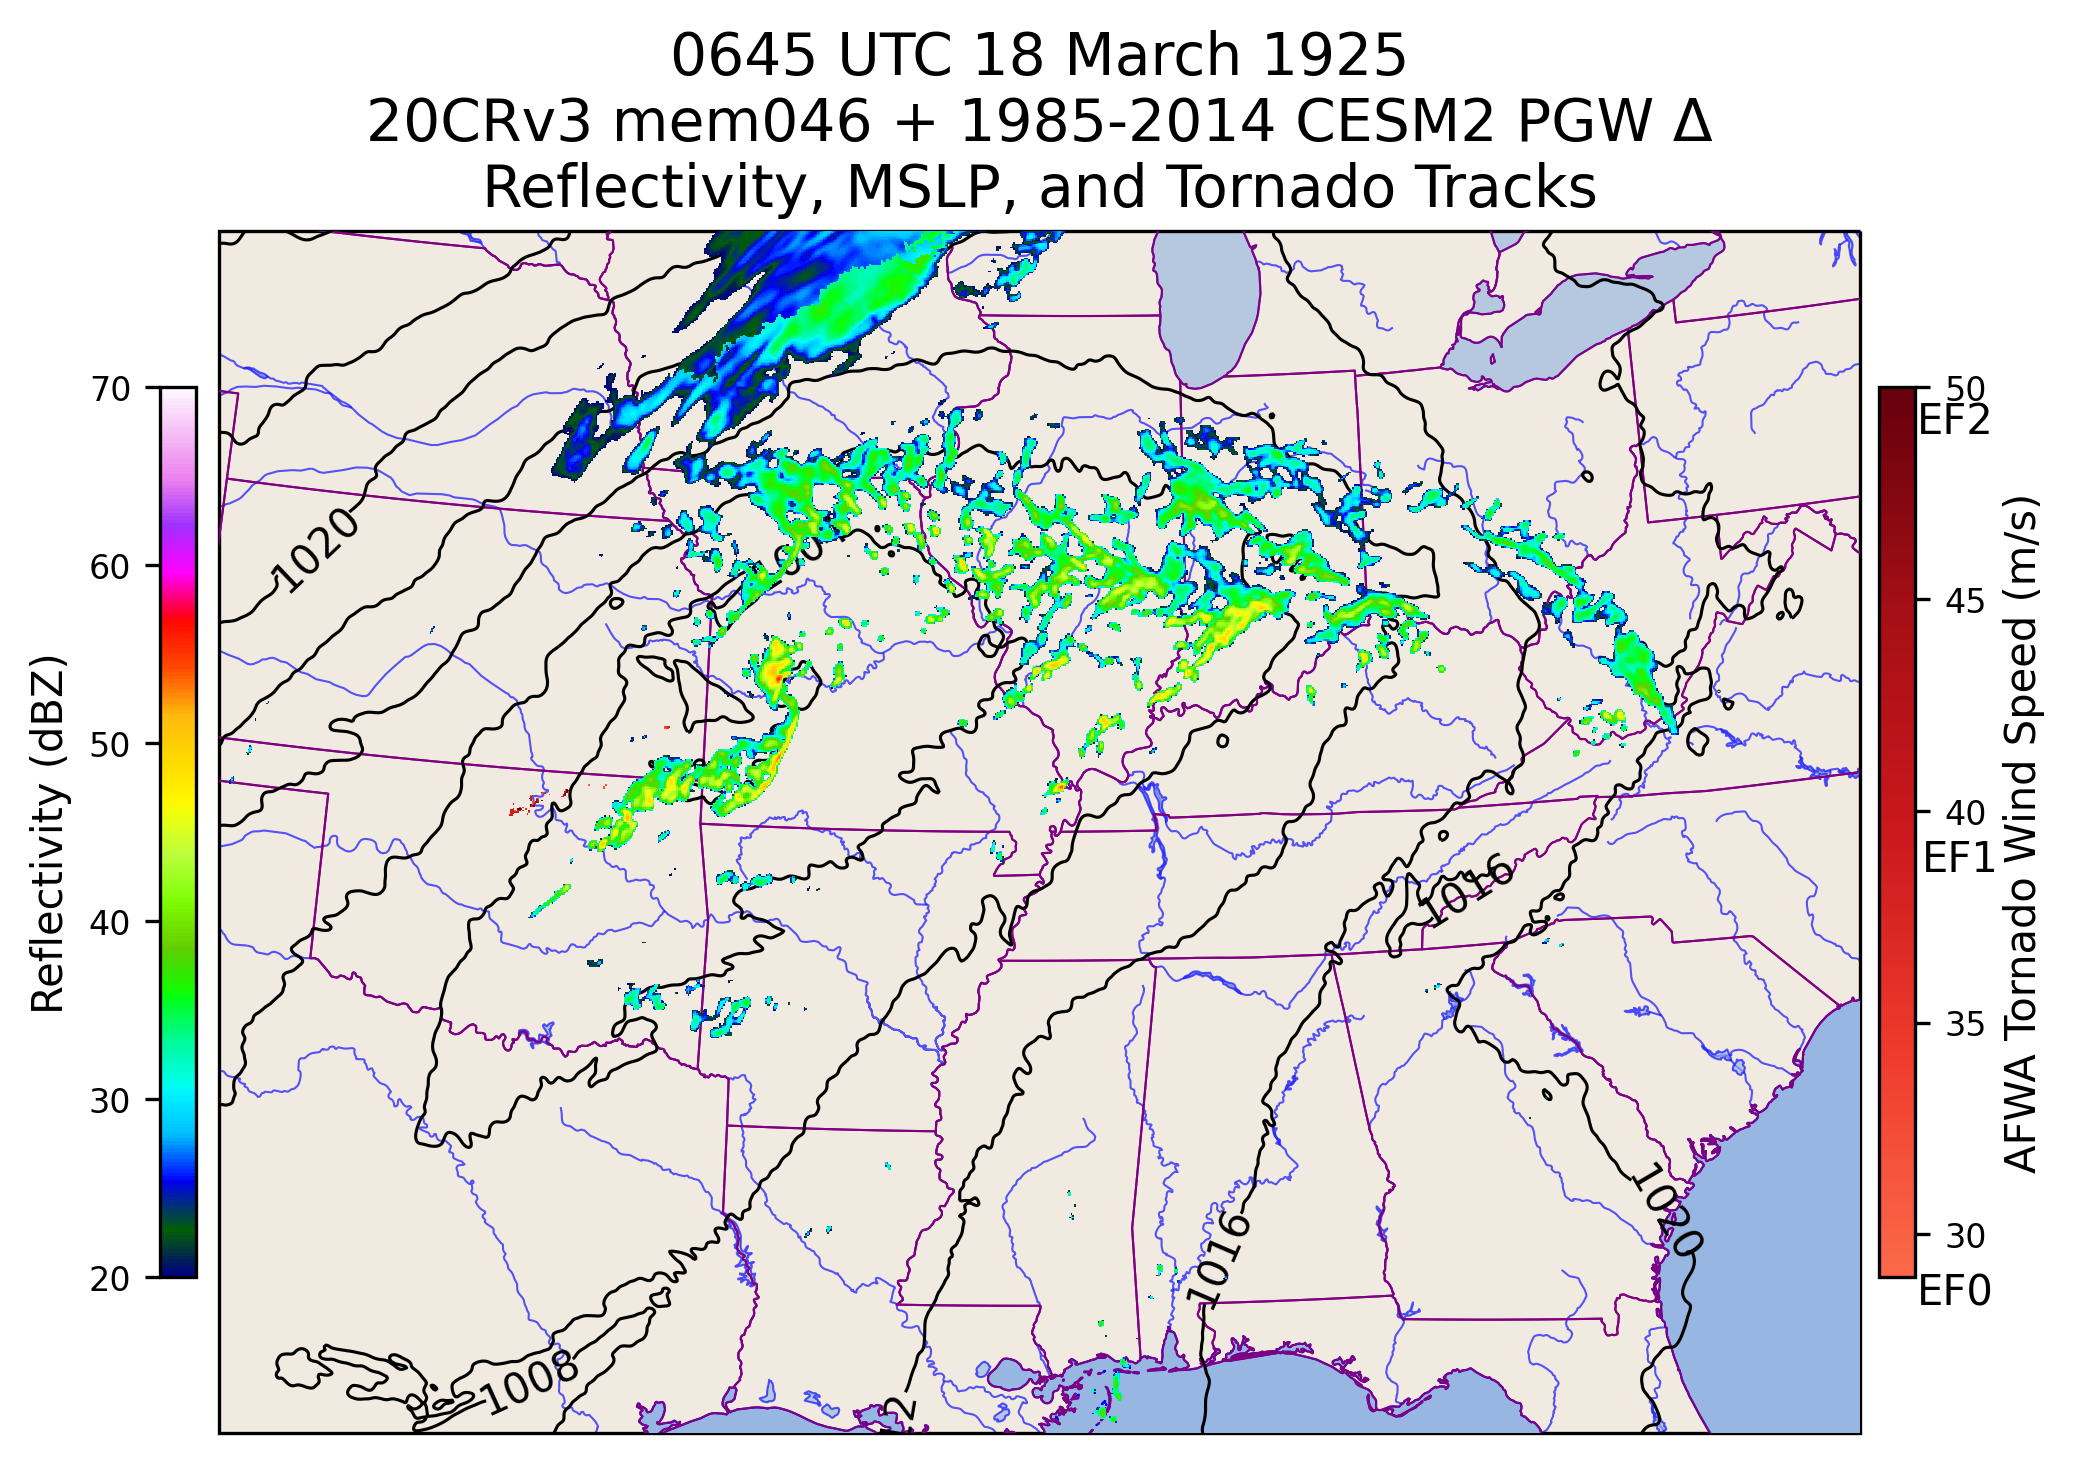 0645 UTC 18 March 1925
20CRv3 mem046 + 1985-2014 CESM2 PGW Δ
Reflectivity, MSLP, and Tornado Tracks
Reflectivity (dBZ)
70
60
50
40
30
20
1020
1016
1016
1020
1008
50
EF2
45
40
EF1
35
30
EF0
AFWA Tornado Wind Speed (m/s)